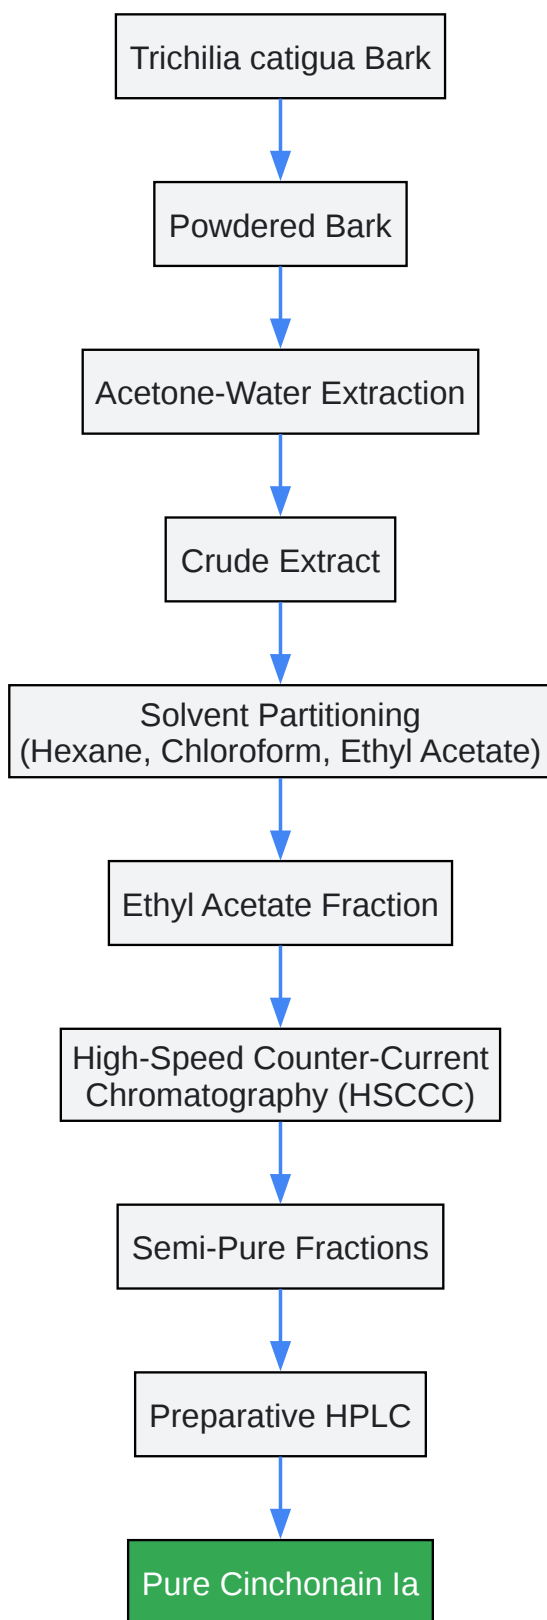 Trichilia catigua Bark
Powdered Bark
Acetone-Water Extraction
Crude Extract
Solvent Partitioning
(Hexane, Chloroform, Ethyl Acetate)
Ethyl Acetate Fraction
High-Speed Counter-Current
Chromatography (HSCCC)
Semi-Pure Fractions
Preparative HPLC
Pure Cinchonain Ia